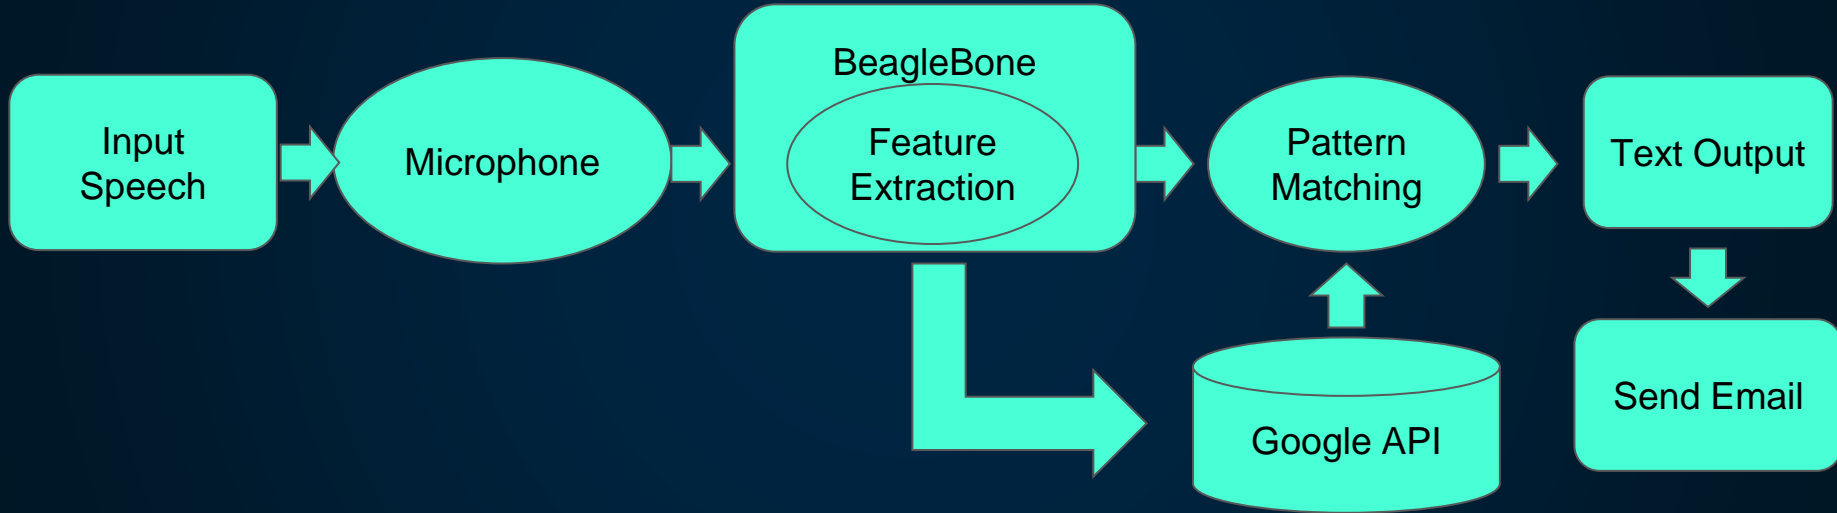 Input
Speech
Microphone
BeagleBone
Feature
Extraction
Pattern
Matching
Text Output
Google API
Send Email